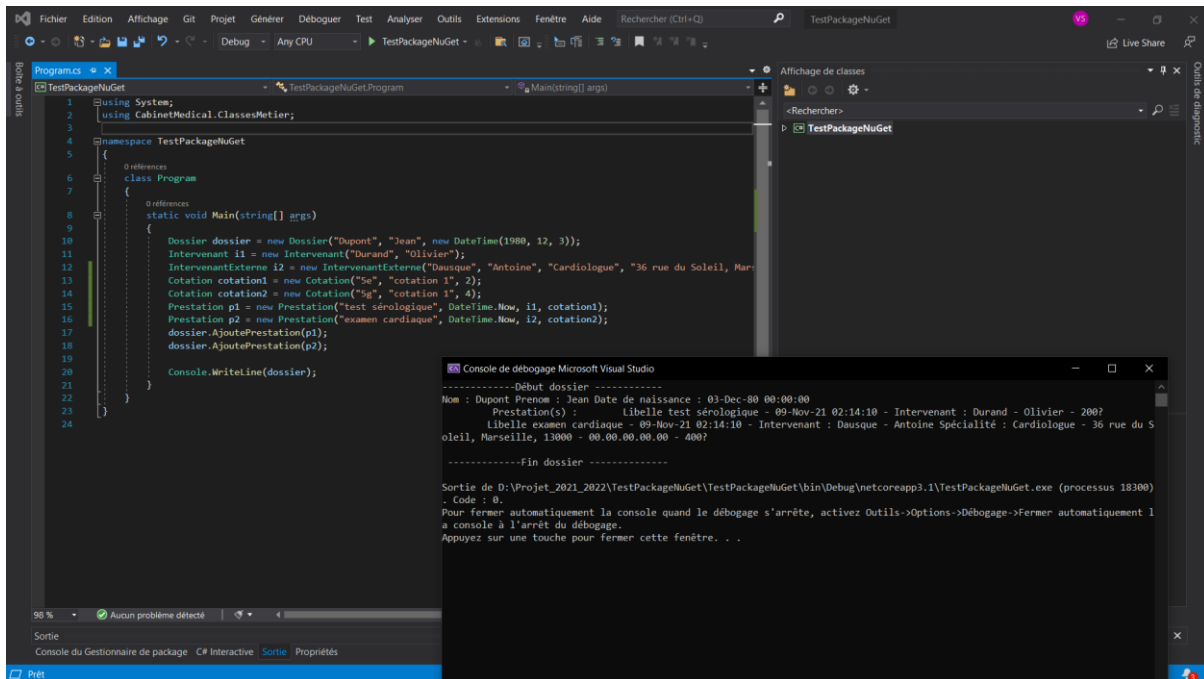 Fichier Edition Affichage Git Projet Générer Déboguer Test Analyser Outils Extensions Fenêtre Aide Rechercher (Ctrl+Q) TestPackageNuGet VS
Debug Any CPU TestPackageNuGet Live Share
Boîte à outils
Program.cs
TestPackageNuGet TestPackageNuGet.Program Main(string[] args)
1 using System;
2 using CabinetMedical.ClassesMetier;
3
4 namespace TestPackageNuGet
5 {
0 références
6 class Program
7 {
0 références
8 static void Main(string[] args)
9 {
10 Dossier dossier = new Dossier("Dupont", "Jean", new DateTime(1980, 12, 3));
11 Intervenant i1 = new Intervenant("Durand", "Olivier");
12 IntervenantExterne i2 = new IntervenantExterne("Dausque", "Antoine", "Cardiologue", "36 rue du Soleil, Mars
13 Cotation cotation1 = new Cotation("5e", "cotation 1", 2);
14 Cotation cotation2 = new Cotation("5g", "cotation 1", 4);
15 Prestation p1 = new Prestation("test sérologique", DateTime.Now, i1, cotation1);
16 Prestation p2 = new Prestation("examen cardiaque", DateTime.Now, i2, cotation2);
17 dossier.AjoutePrestation(p1);
18 dossier.AjoutePrestation(p2);
19
20 Console.WriteLine(dossier);
21 }
22 }
23 }
24
Affichage de classes
<Rechercher>
TestPackageNuGet
Outils de diagnostic
Console de débogage Microsoft Visual Studio
-------------Début dossier ------------
Nom : Dupont Prenom : Jean Date de naissance : 03-Dec-80 00:00:00
Prestation(s) : Libelle test sérologique - 09-Nov-21 02:14:10 - Intervenant : Durand - Olivier - 200?
Libelle examen cardiaque - 09-Nov-21 02:14:10 - Intervenant : Dausque - Antoine Spécialité : Cardiologue - 36 rue du S
oleil, Marseille, 13000 - 00.00.00.00.00 - 400?
-------------Fin dossier --------------
Sortie de D:\Projet_2021_2022\TestPackageNuGet\TestPackageNuGet\bin\Debug\netcoreapp3.1\TestPackageNuGet.exe (processus 18300)
. Code : 0.
Pour fermer automatiquement la console quand le débogage s'arrête, activez Outils->Options->Débogage->Fermer automatiquement l
a console à l'arrêt du débogage.
Appuyez sur une touche pour fermer cette fenêtre. . .
98 % Aucun problème détecté
Sortie
Console du Gestionnaire de package C# Interactive Sortie Propriétés
Prêt